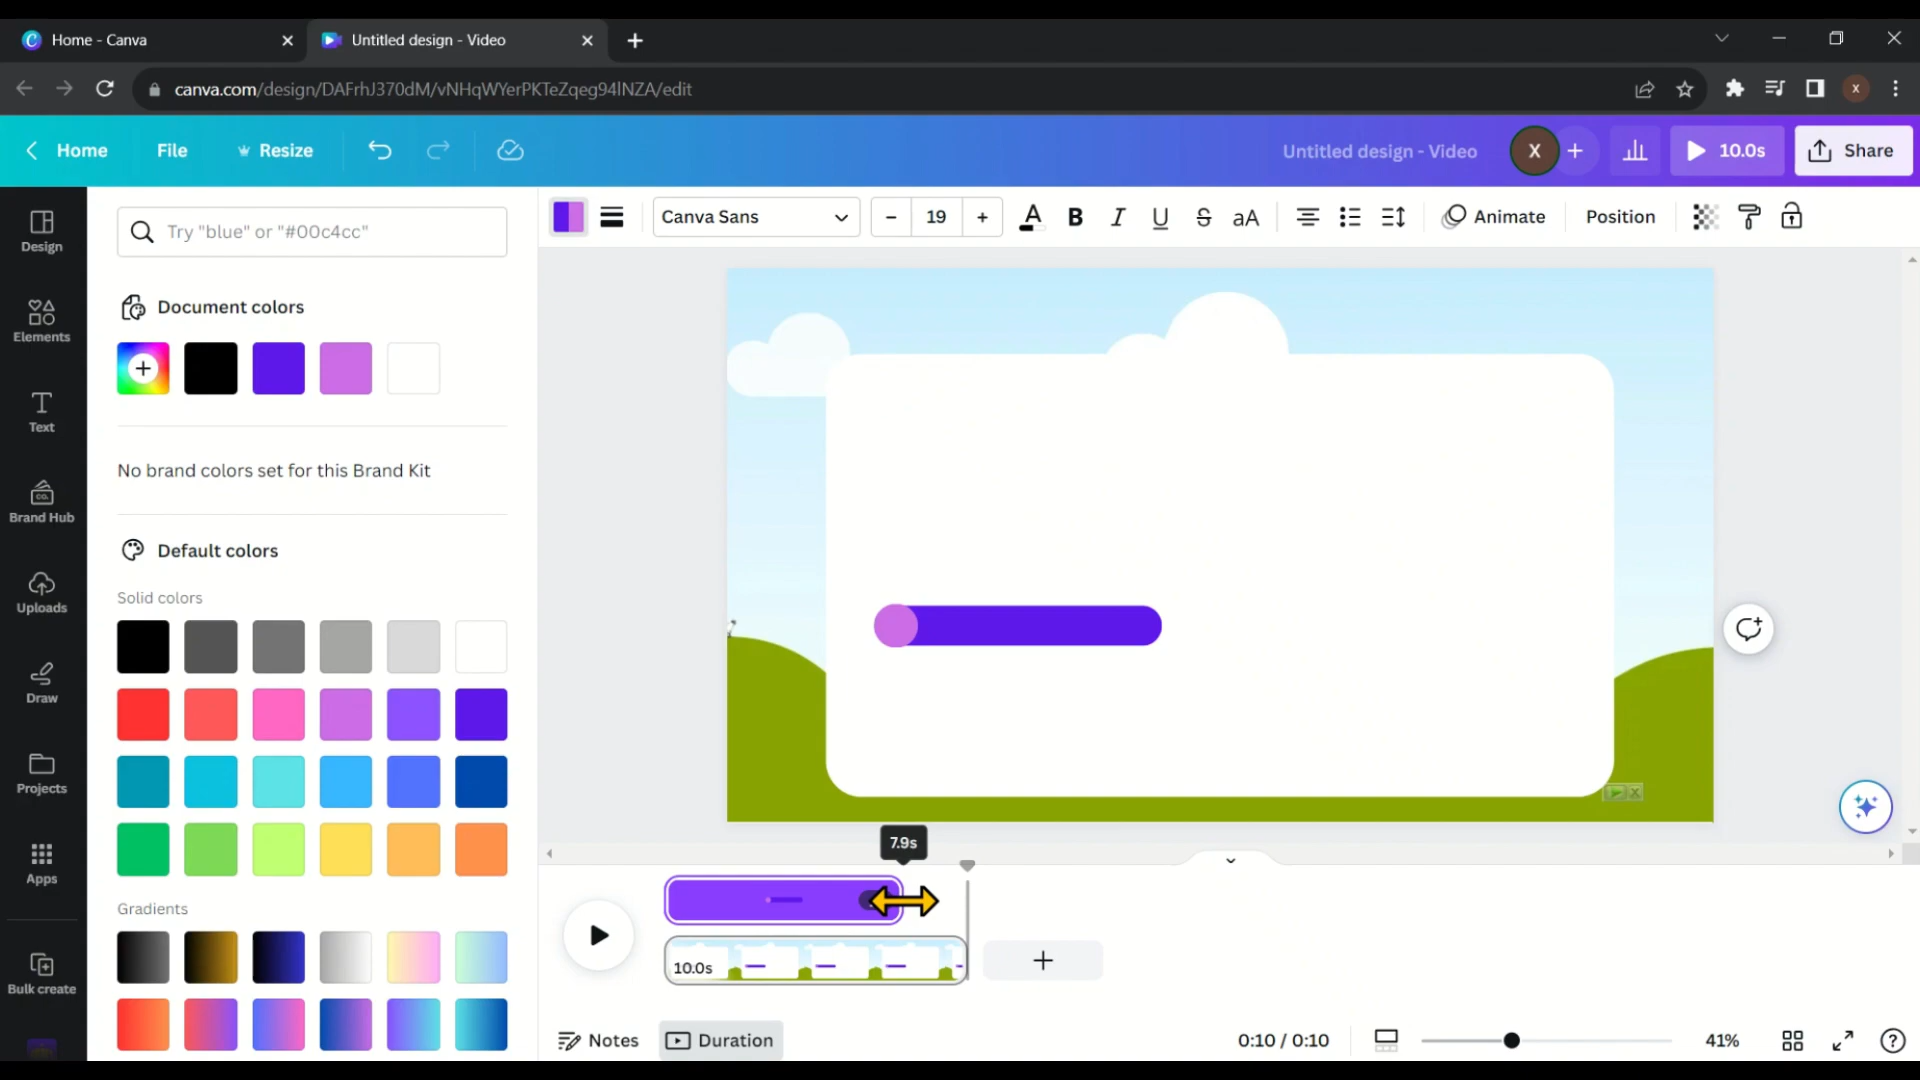 Home - Canva
Untitled design - Video
canva.com/design/DAFrhJ370dM/vNHqWYerPKTeZqeg94lNZA/edit
x
Home
File
Resize
Untitled design - Video
X
10.0s
Share
Canva Sans
19
A
B
I
U
S
aA
Animate
Position
Design
Elements
Text
Brand Hub
Uploads
Draw
Projects
Apps
Bulk create
Try "blue" or "#00c4cc"
Document colors
No brand colors set for this Brand Kit
Default colors
Solid colors
Gradients
7.9s
10.0s
Notes
Duration
0:10 / 0:10
41%